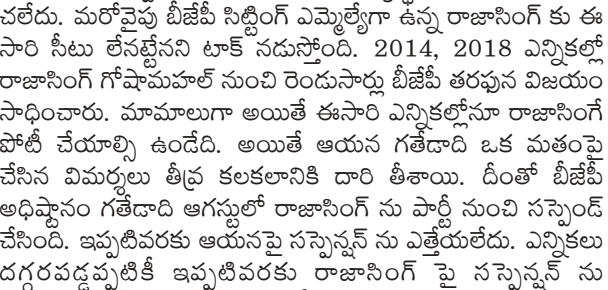 చలేదు. మరోవైపు బీజేపీ సిట్టింగ్ ఎమ్మెల్యేగా ఉన్న రాజాసింగ్ కు ఈ
సారి సీటు లేనట్టేనని టాక్ నడుస్తోంది. 2014, 2018 ఎన్నికల్లో
రాజాసింగ్ గోషామహల్ నుంచి రెండుసార్లు బీజేపీ తరఫున విజయం
సాధించారు. మామాలుగా అయితే ఈసారి ఎన్నికల్లోనూ రాజాసింగే
పోటీ చేయాల్సి ఉండేది. అయితే ఆయన గతేడాది ఒక మతంపై
చేసిన విమర్శలు తీవ్ర కలకలానికి దారి తీశాయి. దీంతో బీజేపీ
అధిష్టానం గతేడాది ఆగస్టులో రాజాసింగ్ ను పార్టీ నుంచి సస్పెండ్
చేసింది. ఇప్పటివరకు ఆయనపై సస్పెన్షన్ ను ఎత్తేయలేదు. ఎన్నికలు
దగ్గరపడ్డప్పటికీ ఇప్పటివరకు రాజాసింగ్ పై సస్పెన్షన్ ను